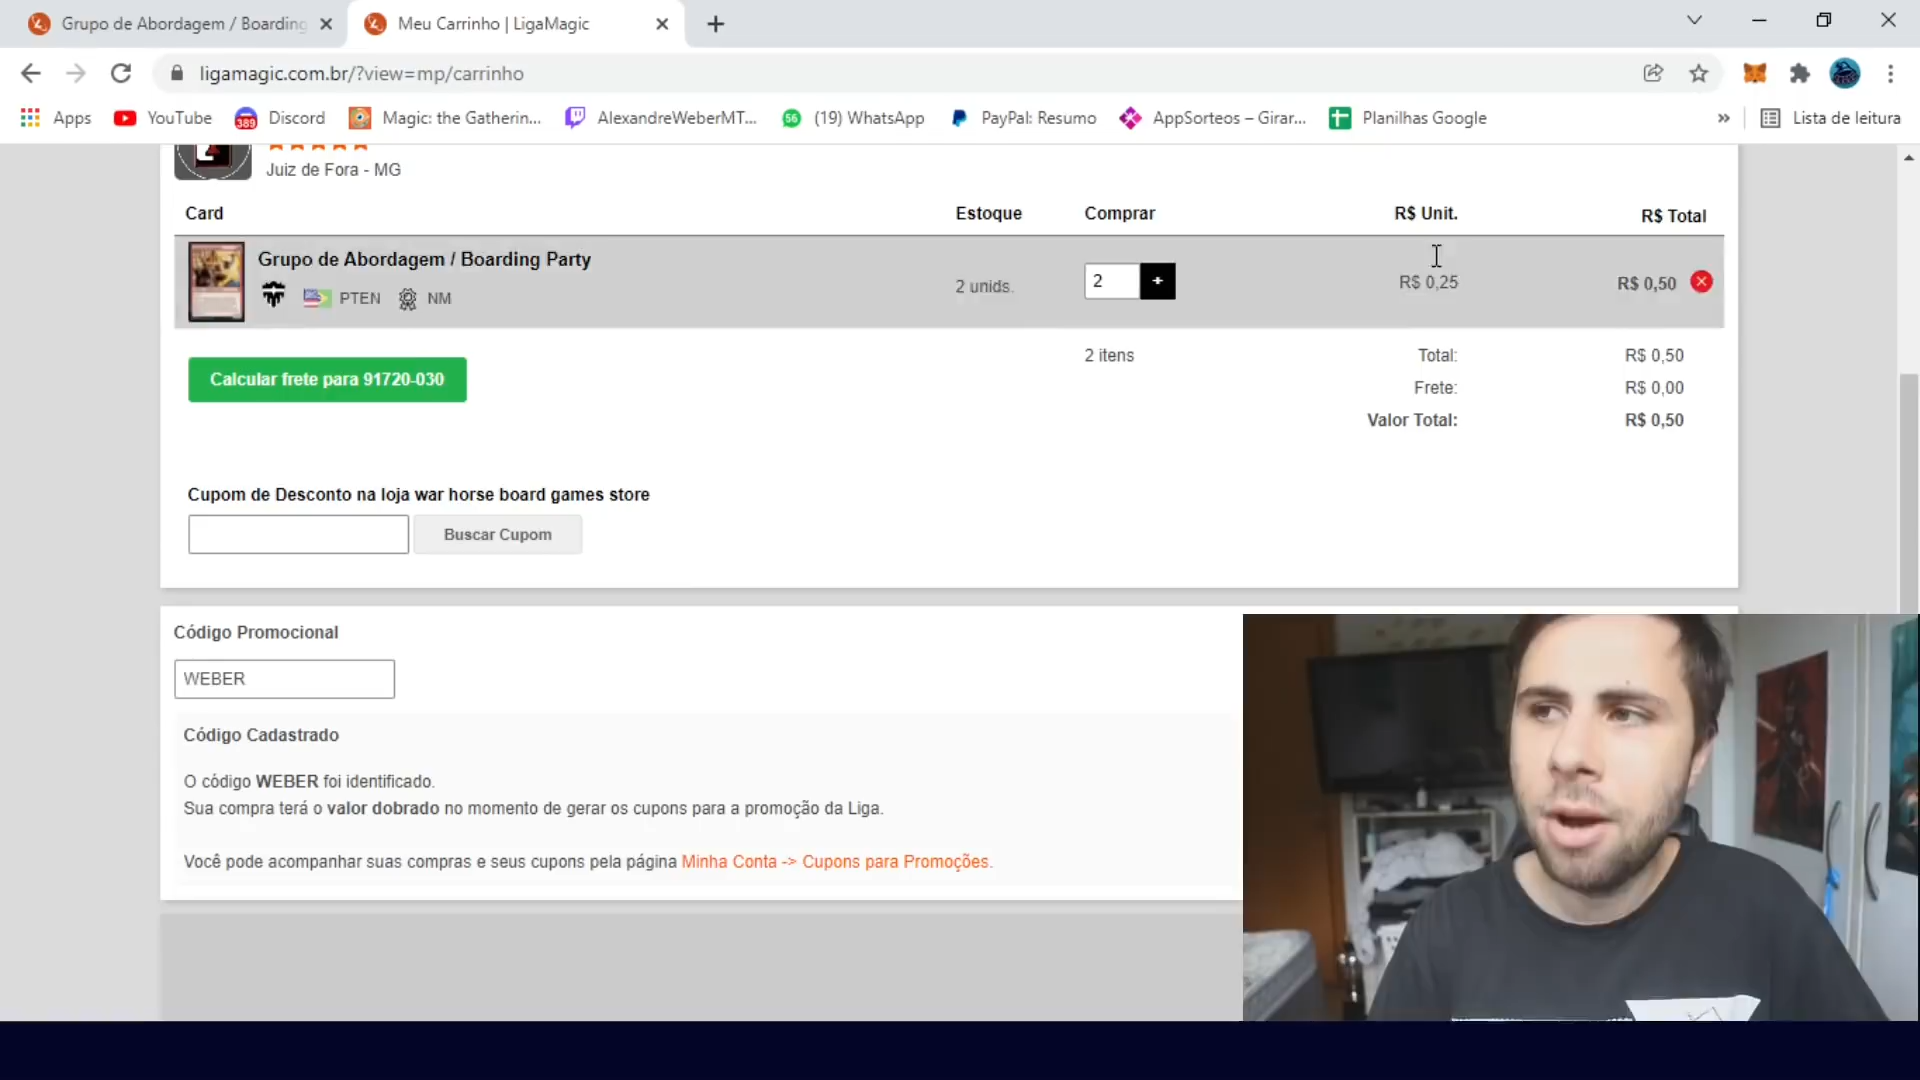 Grupo de Abordagem / Boarding
Meu Carrinho | LigaMagic
ligamagic.com.br/?view=mp/carrinho
Apps
YouTube
389
Discord
Magic: the Gatherin...
AlexandreWeberMT...
56
(19) WhatsApp
PayPal: Resumo
AppSorteos – Girar...
Planilhas Google
»
Lista de leitura
Juiz de Fora - MG
Card
Estoque
Comprar
R$ Unit.
R$ Total
Grupo de Abordagem / Boarding Party
PTEN
NM
2 unids.
2
+
R$ 0,25
R$ 0,50
2 itens
Total:
R$ 0,50
Calcular frete para 91720-030
Frete:
R$ 0,00
Valor Total:
R$ 0,50
Cupom de Desconto na loja war horse board games store
Buscar Cupom
Código Promocional
WEBER
Código Cadastrado
O código WEBER foi identificado.
Sua compra terá o valor dobrado no momento de gerar os cupons para a promoção da Liga.
Você pode acompanhar suas compras e seus cupons pela página Minha Conta -> Cupons para Promoções.